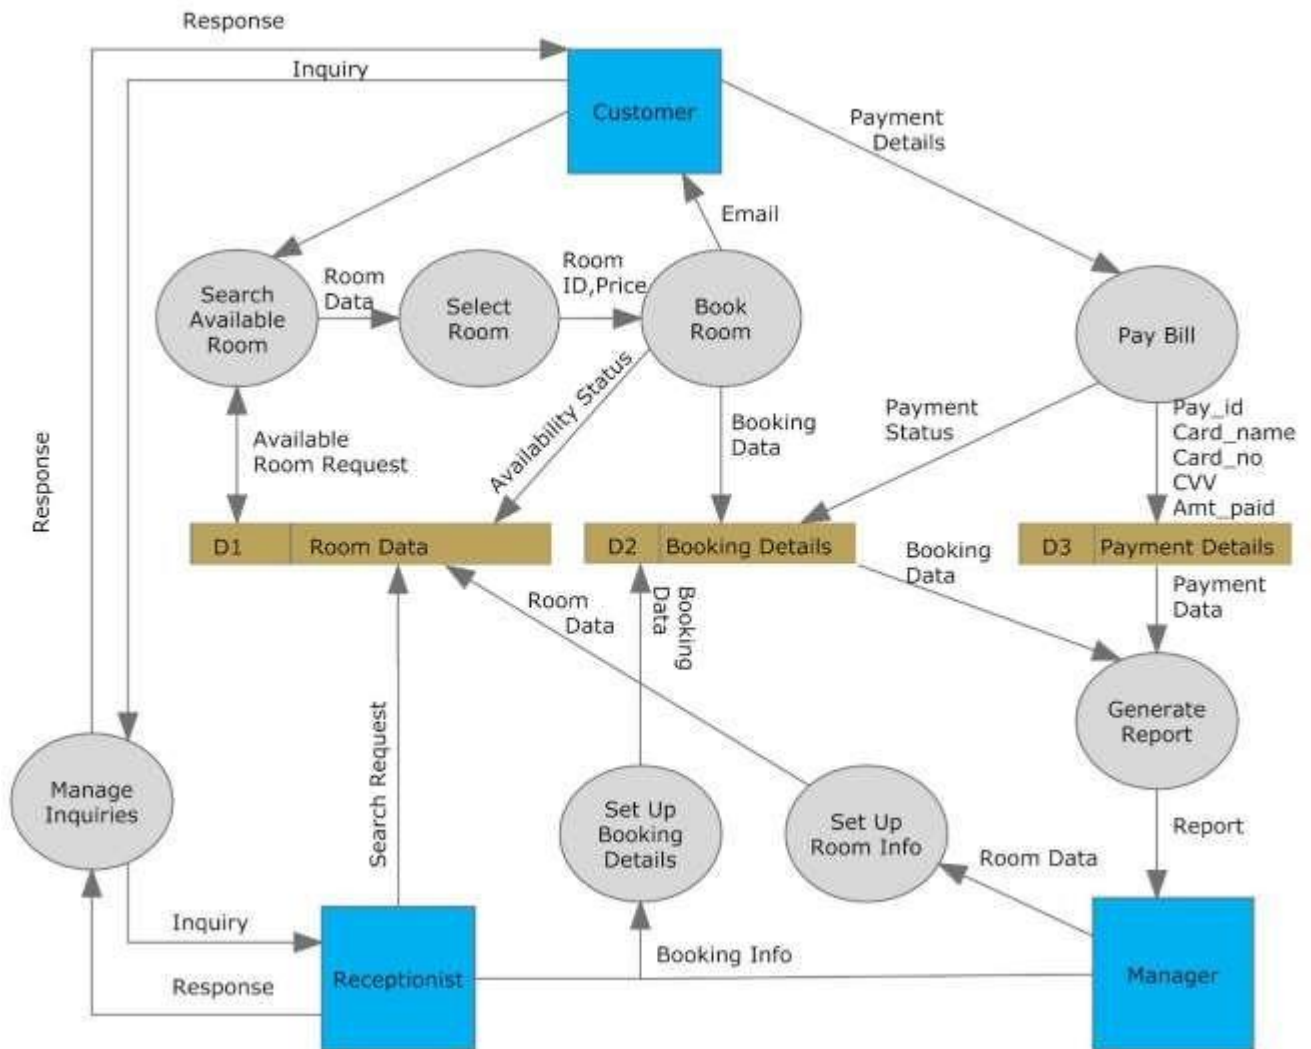 Response
Inquiry
Customer
Payment
Details
Email
Search
Available
Room
Room
Data
Select
Room
Room
ID,Price
Book
Room
Pay Bill
Available
Room Request
Availability Status
Booking
Data
Payment
Status
Pay_id
Card_name
Card_no
CVV
Amt_paid
Response
D1 Room Data
D2 Booking Details
D3 Payment Details
Booking
Data
Payment
Data
Room
Data
Booking
Data
Search Request
Generate
Report
Manage
Inquiries
Set Up
Booking
Details
Set Up
Room Info
Report
Room Data
Inquiry
Response
Receptionist
Booking Info
Manager